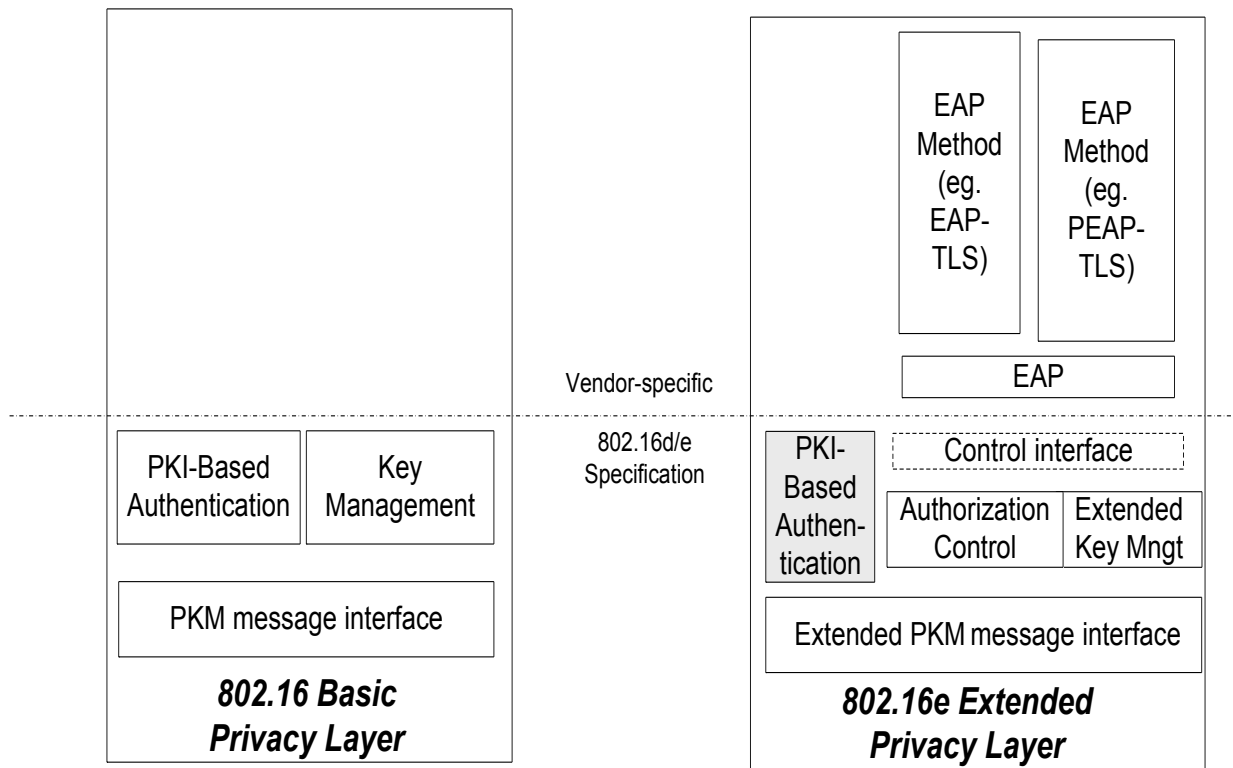 EAP
Method
(eg.
EAP-
TLS)
EAP
Method
(eg.
PEAP-
TLS)
EAP
Vendor-specific
802.16d/e
Specification
PKI-Based
Authentication
Key
Management
PKM message interface
802.16 Basic
Privacy Layer
PKI-
Based
Authen-
tication
Control interface
Authorization
Control
Extended
Key Mngt
Extended PKM message interface
802.16e Extended
Privacy Layer